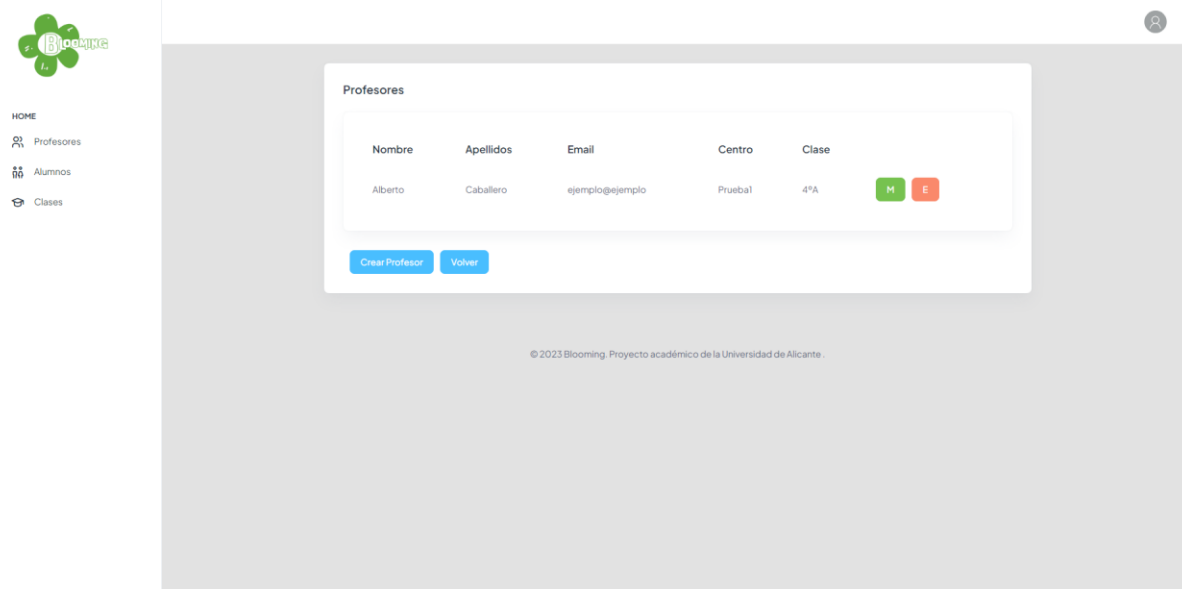 BLOOMING
HOME
Profesores
Alumnos
Clases
Profesores
Nombre Apellidos Email Centro Clase
Alberto Caballero ejemplo@ejemplo Prueba1 4ºA M E
Crear Profesor Volver
© 2023 Blooming. Proyecto académico de la Universidad de Alicante .